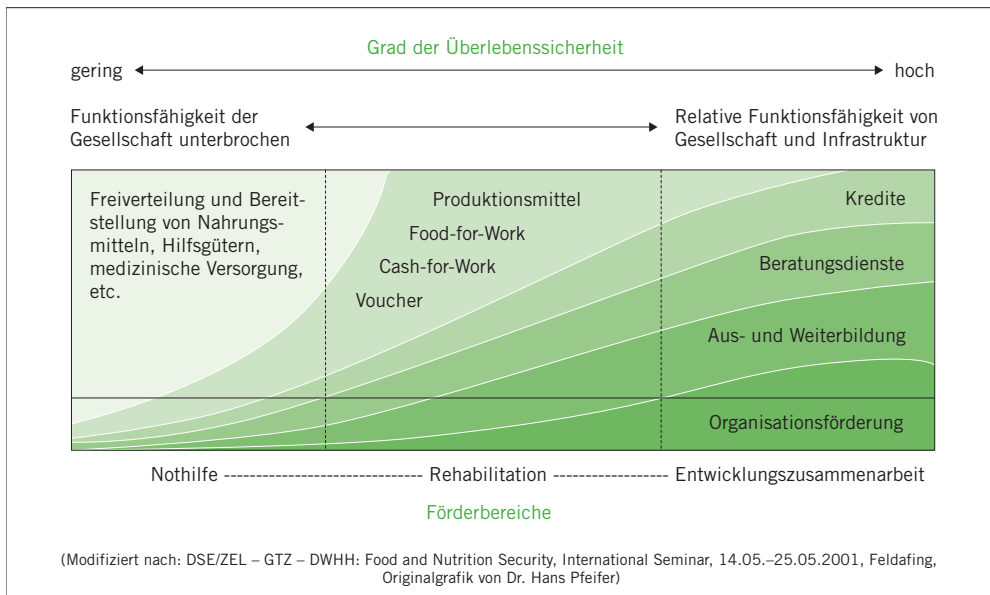 Grad der Überlebenssicherheit
gering
hoch
Funktionsfähigkeit der
Gesellschaft unterbrochen
Relative Funktionsfähigkeit von
Gesellschaft und Infrastruktur
Freiverteilung und Bereit-
stellung von Nahrungs-
mitteln, Hilfsgütern,
medizinische Versorgung,
etc.
Produktionsmittel
Food-for-Work
Cash-for-Work
Voucher
Kredite
Beratungsdienste
Aus- und Weiterbildung
Organisationsförderung
Nothilfe ---------------------- Rehabilitation ------------- Entwicklungszusammenarbeit
Förderbereiche
(Modifiziert nach: DSE/ZEL – GTZ – DWHH: Food and Nutrition Security, International Seminar, 14.05.–25.05.2001, Feldafing,
Originalgrafik von Dr. Hans Pfeifer)